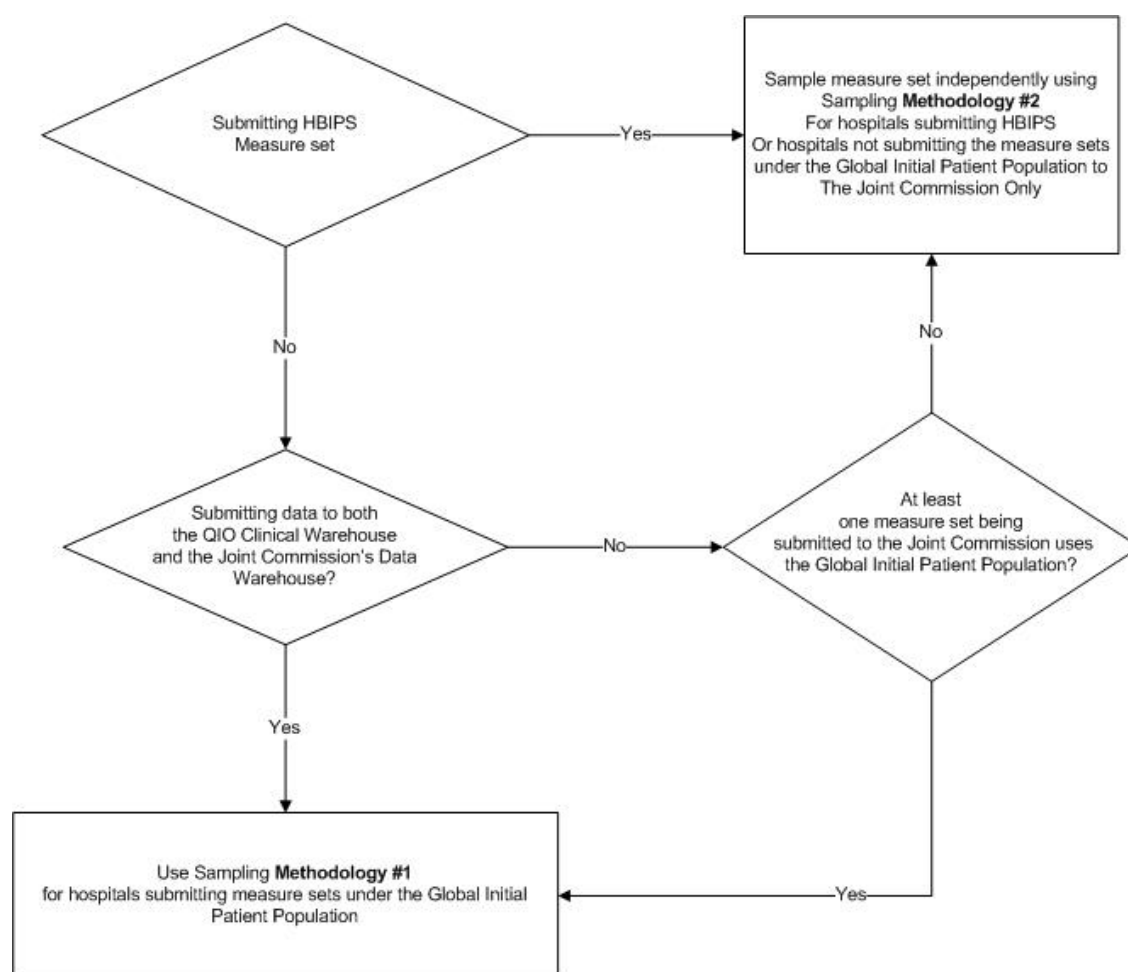 Submitting HBIPS
Measure set
Yes
Sample measure set independently using
Sampling Methodology #2
For hospitals submitting HBIPS
Or hospitals not submitting the measure sets
under the Global Initial Patient Population to
The Joint Commission Only
No
No
Submitting data to both
the QIO Clinical Warehouse
and the Joint Commission's Data
Warehouse?
No
At least
one measure set being
submitted to the Joint Commission uses
the Global Initial Patient Population?
Yes
Use Sampling Methodology #1
for hospitals submitting measure sets under the Global Initial
Patient Population
Yes